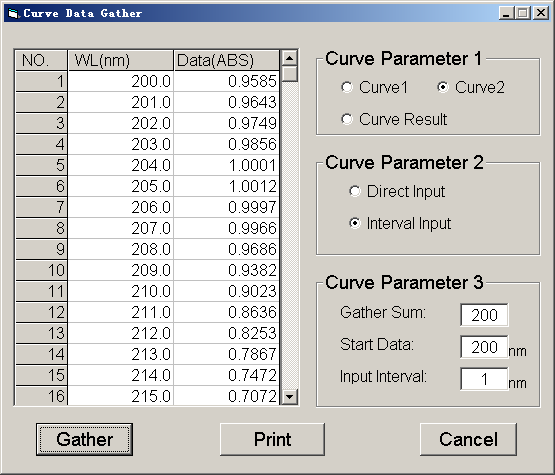 Curve Data Gather
NO. WL(nm) Data(ABS)
1 200.0 0.9585
2 201.0 0.9643
3 202.0 0.9749
4 203.0 0.9856
5 204.0 1.0001
6 205.0 1.0012
7 206.0 0.9997
8 207.0 0.9966
9 208.0 0.9686
10 209.0 0.9382
11 210.0 0.9023
12 211.0 0.8636
13 212.0 0.8253
14 213.0 0.7867
15 214.0 0.7472
16 215.0 0.7072
Curve Parameter 1
Curve1 Curve2
Curve Result
Curve Parameter 2
Direct Input
Interval Input
Curve Parameter 3
Gather Sum: 200
Start Data: 200 nm
Input Interval: 1 nm
Gather Print Cancel